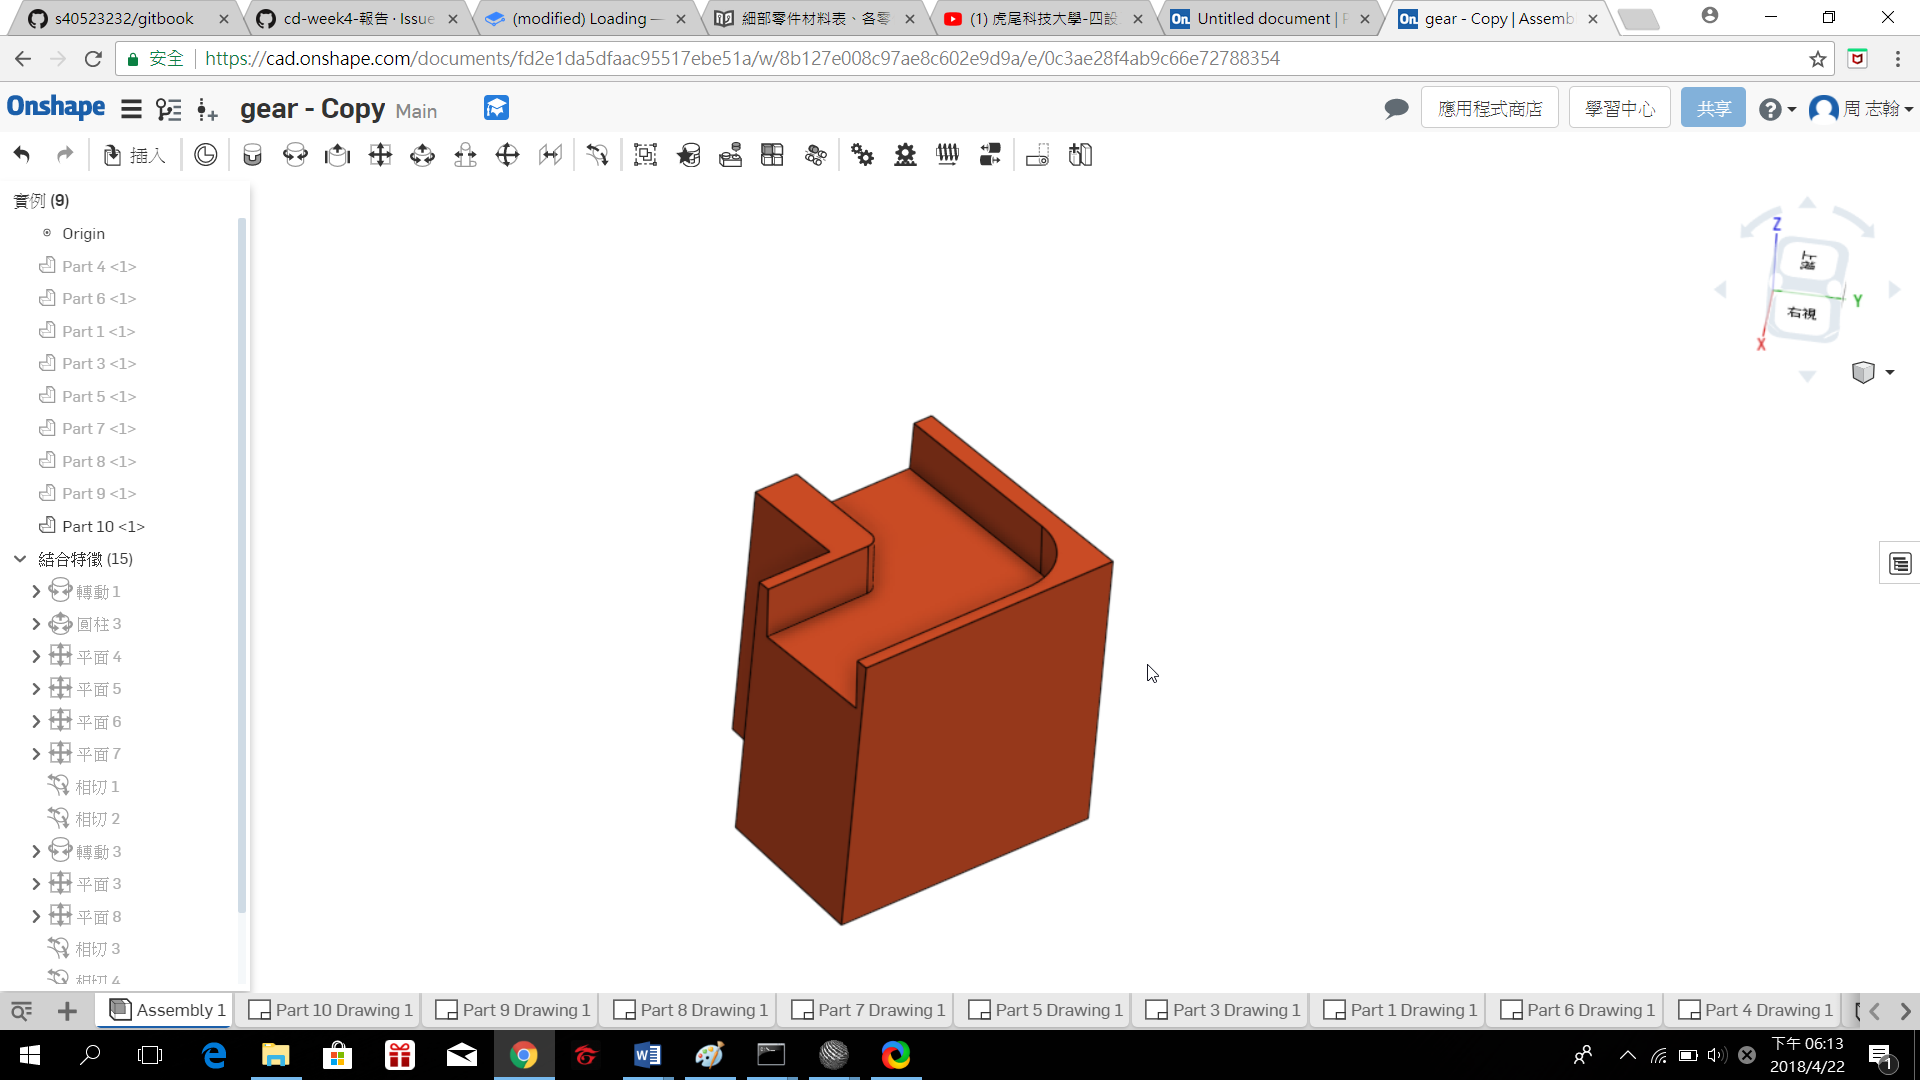 s40523232/gitbook
cd-week4-報告 · Issue
(modified) Loading —
細部零件材料表、各零
(1) 虎尾科技大學-四設
Untitled document | P
gear - Copy | Assemb
安全
https://cad.onshape.com/documents/fd2e1da5dfaac95517ebe51a/w/8b127e008c97ae8c602e9d9a/e/0c3ae28f4ab9c66e72788354
Onshape
gear - Copy Main
應用程式商店
學習中心
共享
周 志翰
插入
實例 (9)
Origin
Part 4 <1>
Part 6 <1>
Part 1 <1>
Part 3 <1>
Part 5 <1>
Part 7 <1>
Part 8 <1>
Part 9 <1>
Part 10 <1>
結合特徵 (15)
轉動 1
圓柱 3
平面 4
平面 5
平面 6
平面 7
相切 1
相切 2
轉動 3
平面 3
平面 8
相切 3
相切 4
Z
上視
Y
右視
X
Assembly 1
Part 10 Drawing 1
Part 9 Drawing 1
Part 8 Drawing 1
Part 7 Drawing 1
Part 5 Drawing 1
Part 3 Drawing 1
Part 1 Drawing 1
Part 6 Drawing 1
Part 4 Drawing 1
下午 06:13
2018/4/22
1